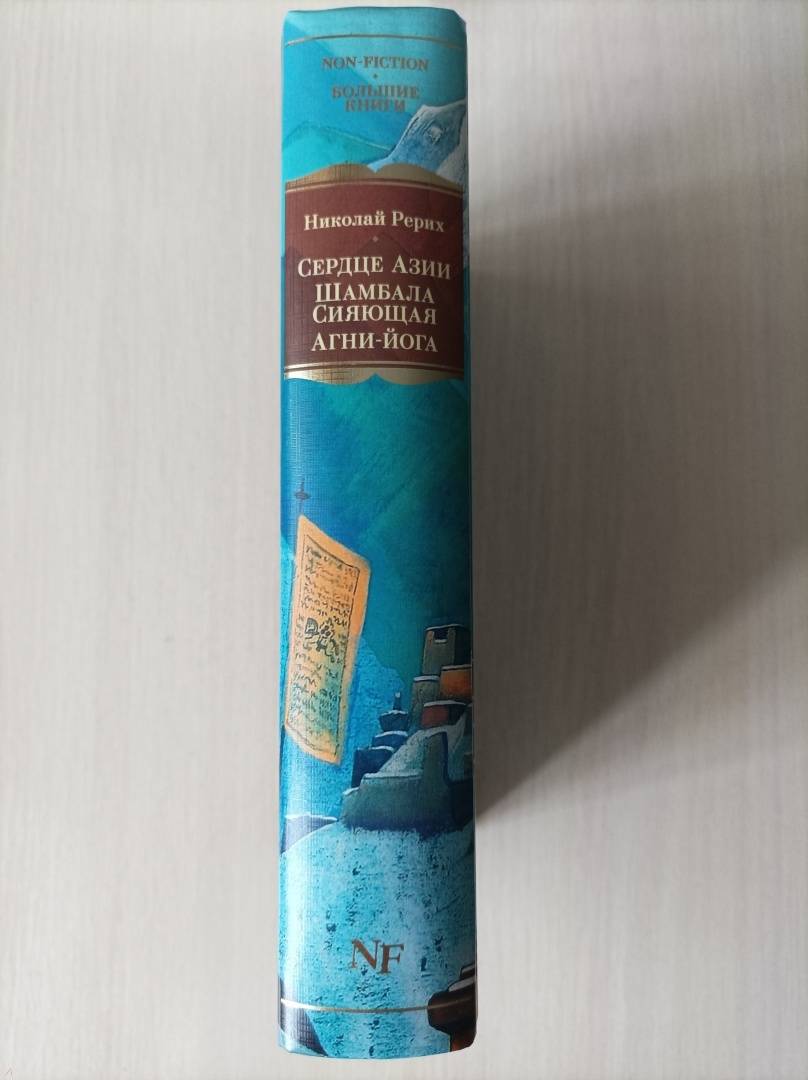 NON-FICTION
БОЛЬШИЕ
КНИГИ
Николай Рерих
СЕРДЦЕ АЗИИ
ШАМБАЛА
СИЯЮЩАЯ
АГНИ-ЙОГА
NF